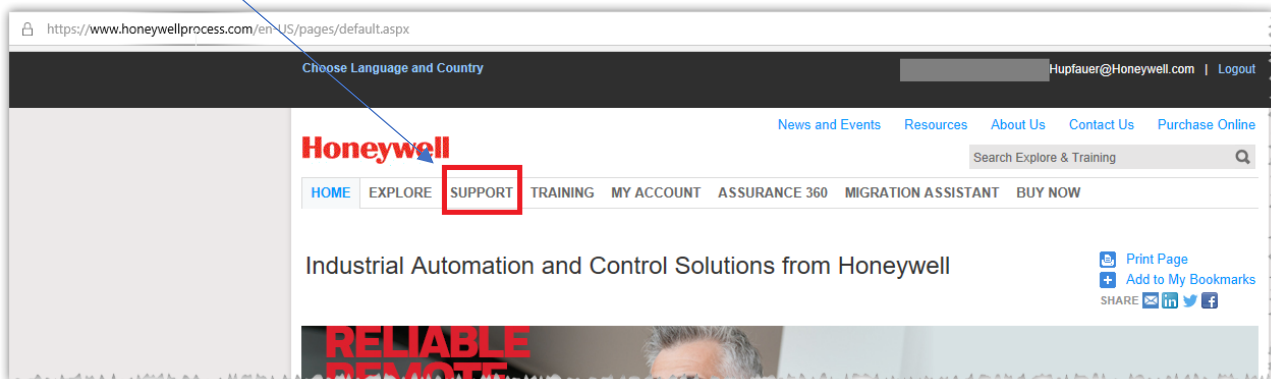 https://www.honeywellprocess.com/en-US/pages/default.aspx
Choose Language and Country
Hupfauer@Honeywell.com | Logout
News and Events Resources About Us Contact Us Purchase Online
Honeywell
Search Explore & Training
HOME EXPLORE SUPPORT TRAINING MY ACCOUNT ASSURANCE 360 MIGRATION ASSISTANT BUY NOW
Industrial Automation and Control Solutions from Honeywell
Print Page
Add to My Bookmarks
SHARE in f
RELIABLE
REMOTE